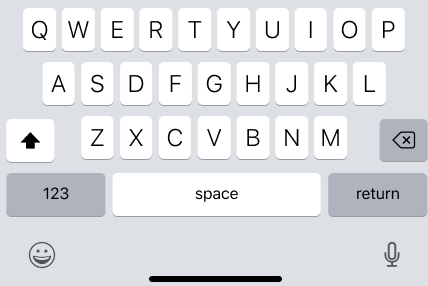 Q W E R T Y U I O P
A S D F G H J K L
Z X C V B N M
123 space return